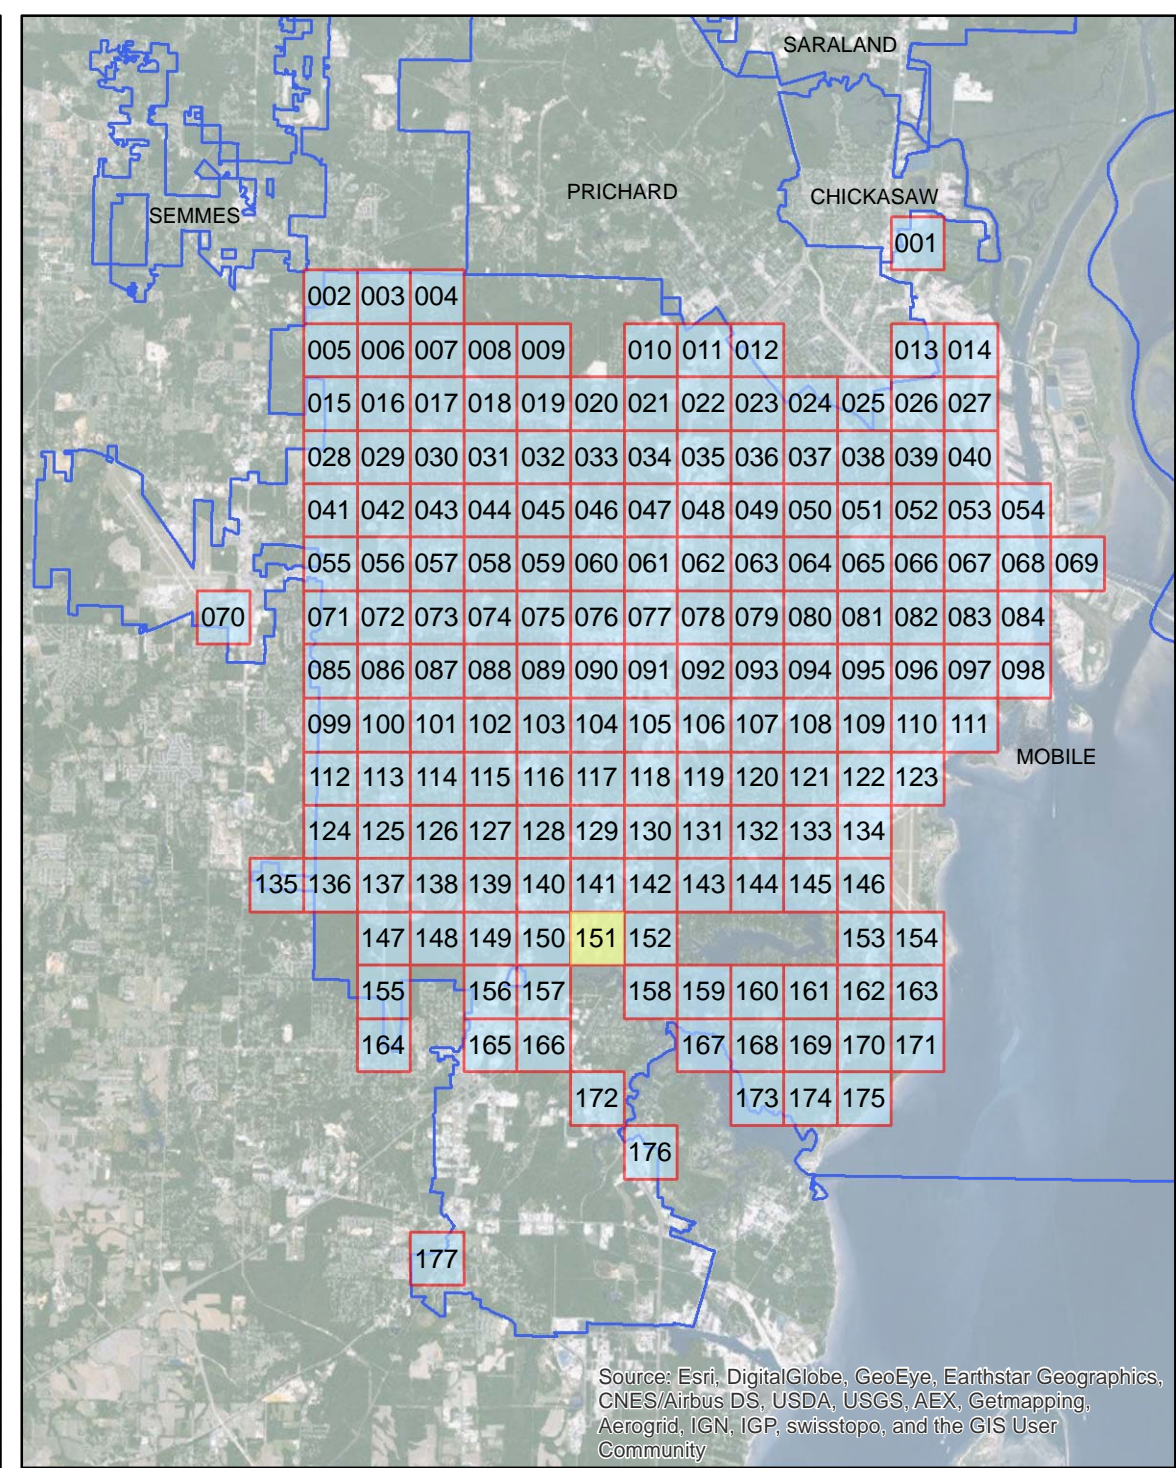 SARALAND
PRICHARD
CHICKASAW
SEMMES
001
002 003 004
005 006 007 008 009 010 011 012 013 014
015 016 017 018 019 020 021 022 023 024 025 026 027
028 029 030 031 032 033 034 035 036 037 038 039 040
041 042 043 044 045 046 047 048 049 050 051 052 053 054
055 056 057 058 059 060 061 062 063 064 065 066 067 068 069
070 071 072 073 074 075 076 077 078 079 080 081 082 083 084
085 086 087 088 089 090 091 092 093 094 095 096 097 098
099 100 101 102 103 104 105 106 107 108 109 110 111
MOBILE
112 113 114 115 116 117 118 119 120 121 122 123
124 125 126 127 128 129 130 131 132 133 134
135 136 137 138 139 140 141 142 143 144 145 146
147 148 149 150 151 152 153 154
155 156 157 158 159 160 161 162 163
164 165 166 167 168 169 170 171
172 173 174 175
176
177
Source: Esri, DigitalGlobe, GeoEye, Earthstar Geographics,
CNES/Airbus DS, USDA, USGS, AEX, Getmapping,
Aerogrid, IGN, IGP, swisstopo, and the GIS User
Community